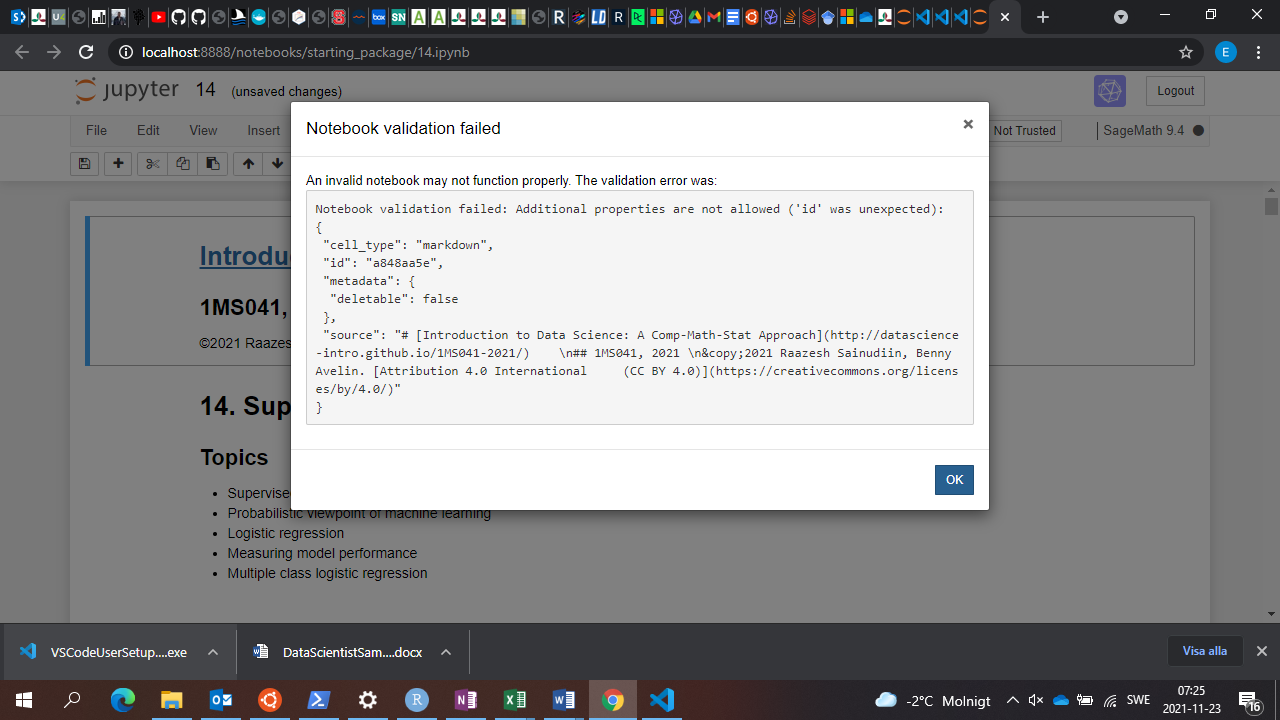 localhost:8888/notebooks/starting_package/14.ipynb
E
jupyter 14 (unsaved changes)
Logout
File Edit View Insert
Not Trusted
SageMath 9.4
Notebook validation failed
An invalid notebook may not function properly. The validation error was:
Notebook validation failed: Additional properties are not allowed ('id' was unexpected):
{
"cell_type": "markdown",
"id": "a848aa5e",
"metadata": {
"deletable": false
},
"source": "# [Introduction to Data Science: A Comp-Math-Stat Approach](http://datascience
-intro.github.io/1MS041-2021/) \n## 1MS041, 2021 \n&copy;2021 Raazesh Sainudiin, Benny
Avelin. [Attribution 4.0 International (CC BY 4.0)](https://creativecommons.org/licens
es/by/4.0/)"
}
OK
Introduc
1MS041,
©2021 Raazes
14. Sup
Topics
Supervise
Probabilistic viewpoint of machine learning
Logistic regression
Measuring model performance
Multiple class logistic regression
VSCodeUserSetup....exe
DataScientistSam....docx
Visa alla
-2°C Molnigt
SWE
07:25
2021-11-23
16